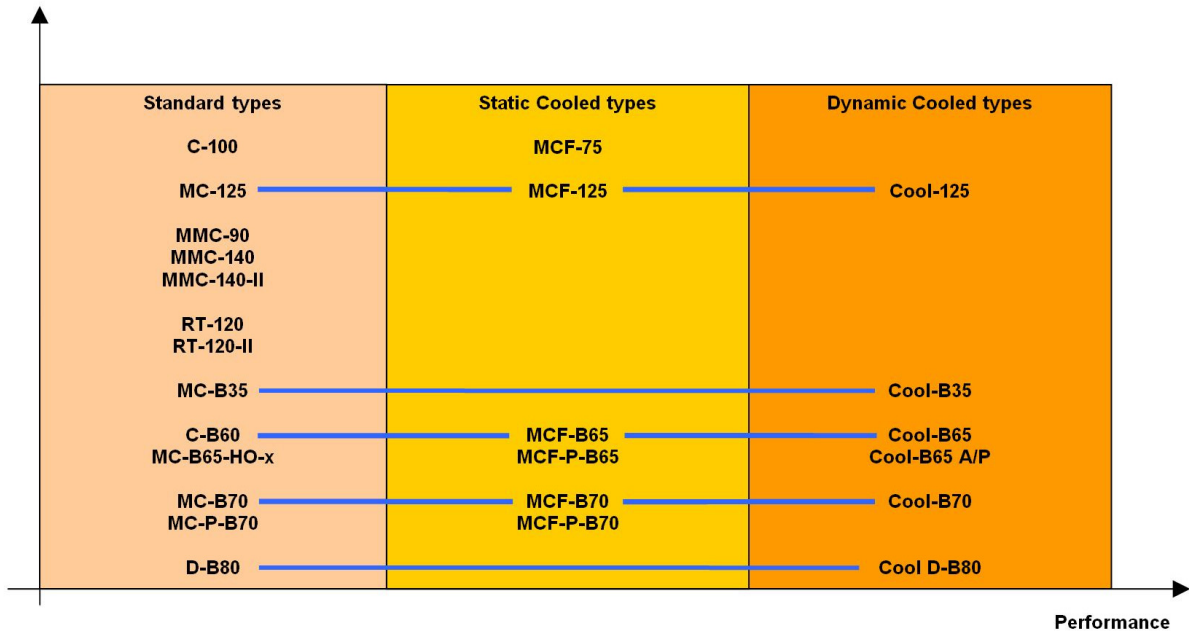 Standard types Static Cooled types Dynamic Cooled types
C-100 MCF-75
MC-125 MCF-125 Cool-125
MMC-90
MMC-140
MMC-140-II
RT-120
RT-120-II
MC-B35 Cool-B35
C-B60 MCF-B65 Cool-B65
MC-B65-HO-x MCF-P-B65 Cool-B65 A/P
MC-B70 MCF-B70 Cool-B70
MC-P-B70 MCF-P-B70
D-B80 Cool D-B80
Performance